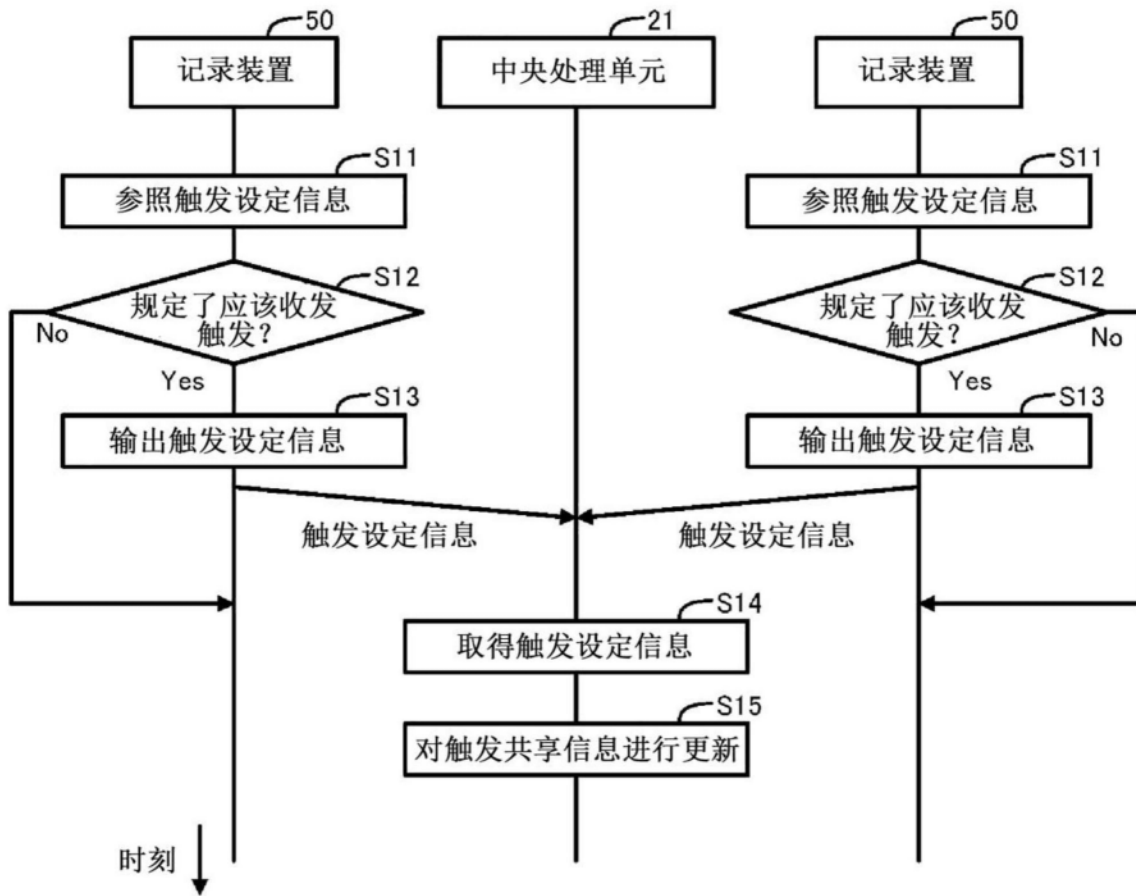 50
21
50
记录装置
中央处理单元
记录装置
S11
S11
参照触发设定信息
参照触发设定信息
S12
S12
规定了应该收发
触发？
规定了应该收发
触发？
No
No
Yes
Yes
S13
S13
输出触发设定信息
输出触发设定信息
触发设定信息
触发设定信息
S14
取得触发设定信息
S15
对触发共享信息进行更新
时刻